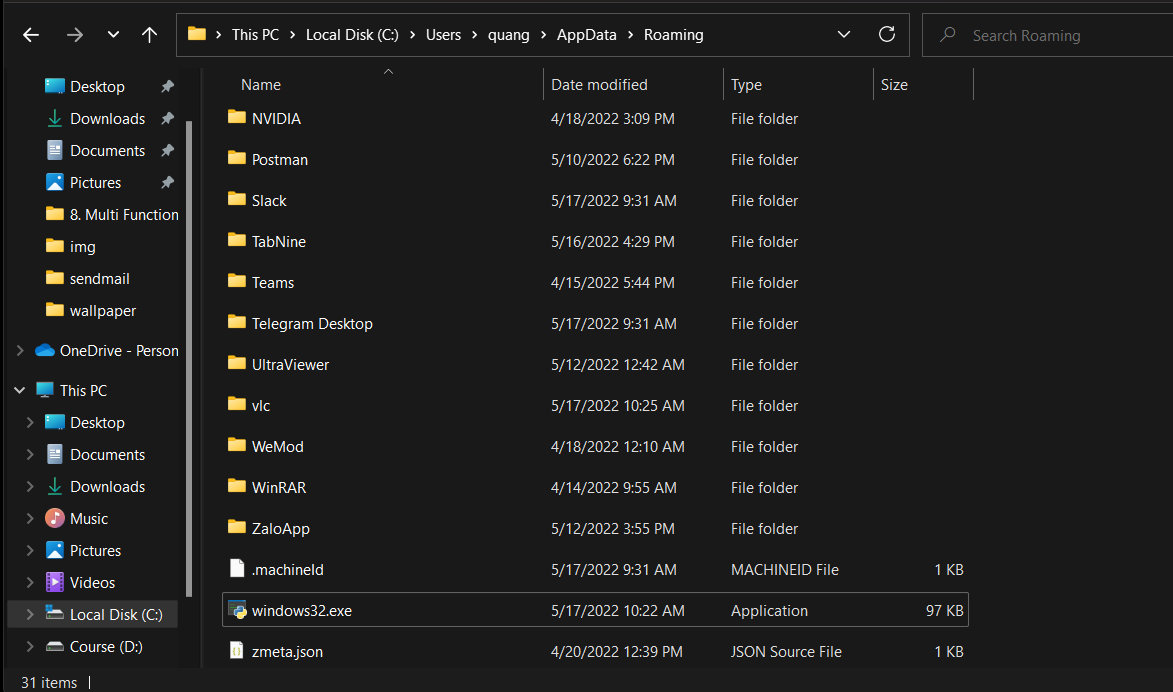 This PC > Local Disk (C:) > Users > quang > AppData > Roaming
Search Roaming
Desktop
Downloads
Documents
Pictures
8. Multi Function
img
sendmail
wallpaper
OneDrive - Person
This PC
Desktop
Documents
Downloads
Music
Pictures
Videos
Local Disk (C:)
Course (D:)
Name Date modified Type Size
NVIDIA 4/18/2022 3:09 PM File folder
Postman 5/10/2022 6:22 PM File folder
Slack 5/17/2022 9:31 AM File folder
TabNine 5/16/2022 4:29 PM File folder
Teams 4/15/2022 5:44 PM File folder
Telegram Desktop 5/17/2022 9:31 AM File folder
UltraViewer 5/12/2022 12:42 AM File folder
vlc 5/17/2022 10:25 AM File folder
WeMod 4/18/2022 12:10 AM File folder
WinRAR 4/14/2022 9:55 AM File folder
ZaloApp 5/12/2022 3:55 PM File folder
.machineId 5/17/2022 9:31 AM MACHINEID File 1 KB
windows32.exe 5/17/2022 10:22 AM Application 97 KB
zmeta.json 4/20/2022 12:39 PM JSON Source File 1 KB
31 items